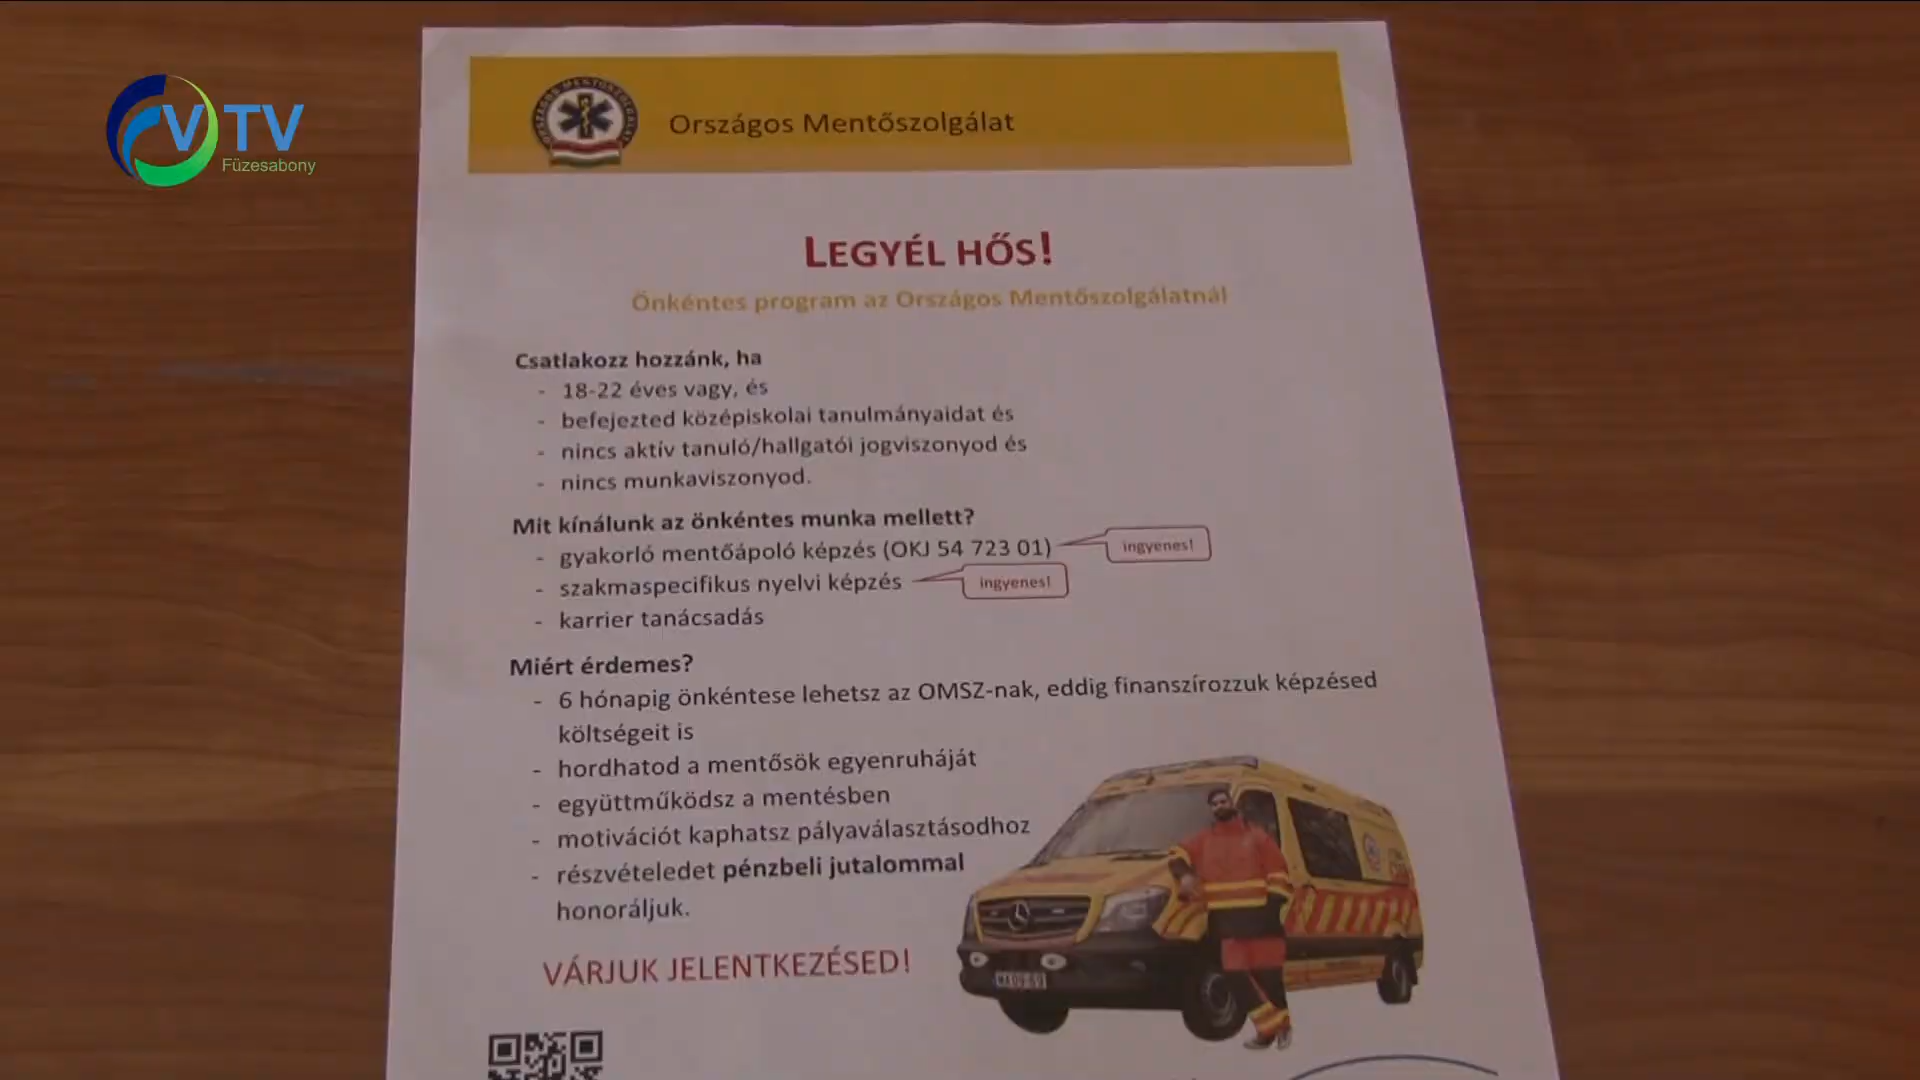 VTV
Füzesabony
ORSZÁGOS MENTŐSZOLGÁLAT
Országos Mentőszolgálat
LEGYÉL HŐS!
Önkéntes program az Országos Mentőszolgálatnál
Csatlakozz hozzánk, ha
- 18-22 éves vagy, és
- befejezted középiskolai tanulmányaidat és
- nincs aktív tanuló/hallgatói jogviszonyod és
- nincs munkaviszonyod.
Mit kínálunk az önkéntes munka mellett?
- gyakorló mentőápoló képzés (OKJ 54 723 01) ingyenes!
- szakmaspecifikus nyelvi képzés ingyenes!
- karrier tanácsadás
Miért érdemes?
- 6 hónapig önkéntese lehetsz az OMSZ-nak, eddig finanszírozzuk képzésed
költségeit is
- hordhatod a mentősök egyenruháját
- együttműködsz a mentésben
- motivációt kaphatsz pályaválasztásodhoz
- részvételedet pénzbeli jutalommal
honoráljuk.
VÁRJUK JELENTKEZÉSED!